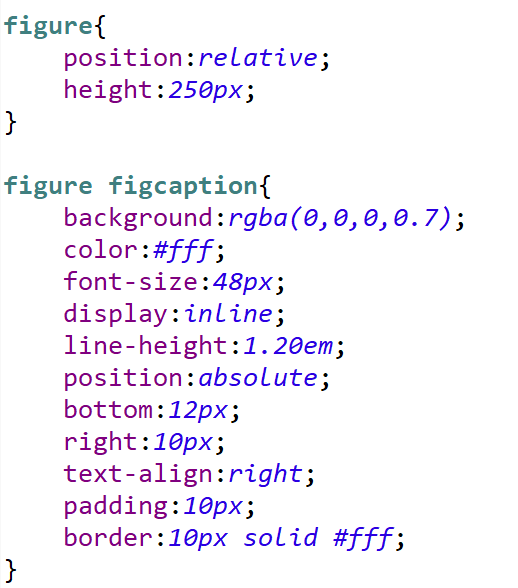 figure{
    position:relative;
    height:250px;
}

figure figcaption{
    background:rgba(0,0,0,0.7);
    color:#fff;
    font-size:48px;
    display:inline;
    line-height:1.20em;
    position:absolute;
    bottom:12px;
    right:10px;
    text-align:right;
    padding:10px;
    border:10px solid #fff;
}